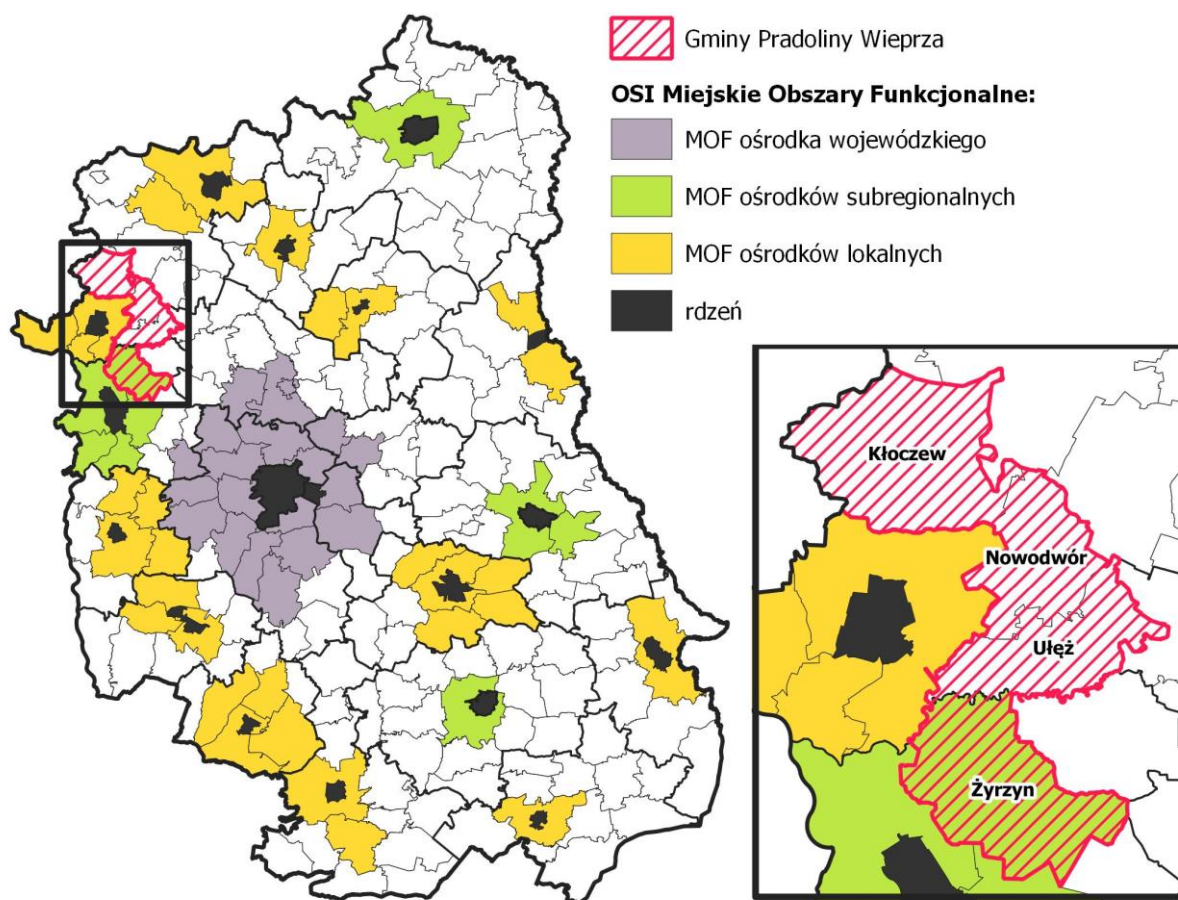 Gminy Pradoliny Wieprza
OSI Miejskie Obszary Funkcjonalne:
MOF ośrodka wojewódzkiego
MOF ośrodków subregionalnych
MOF ośrodków lokalnych
rdzeń
Kłoczew
Nowodwór
Ułęż
Żyrzyn